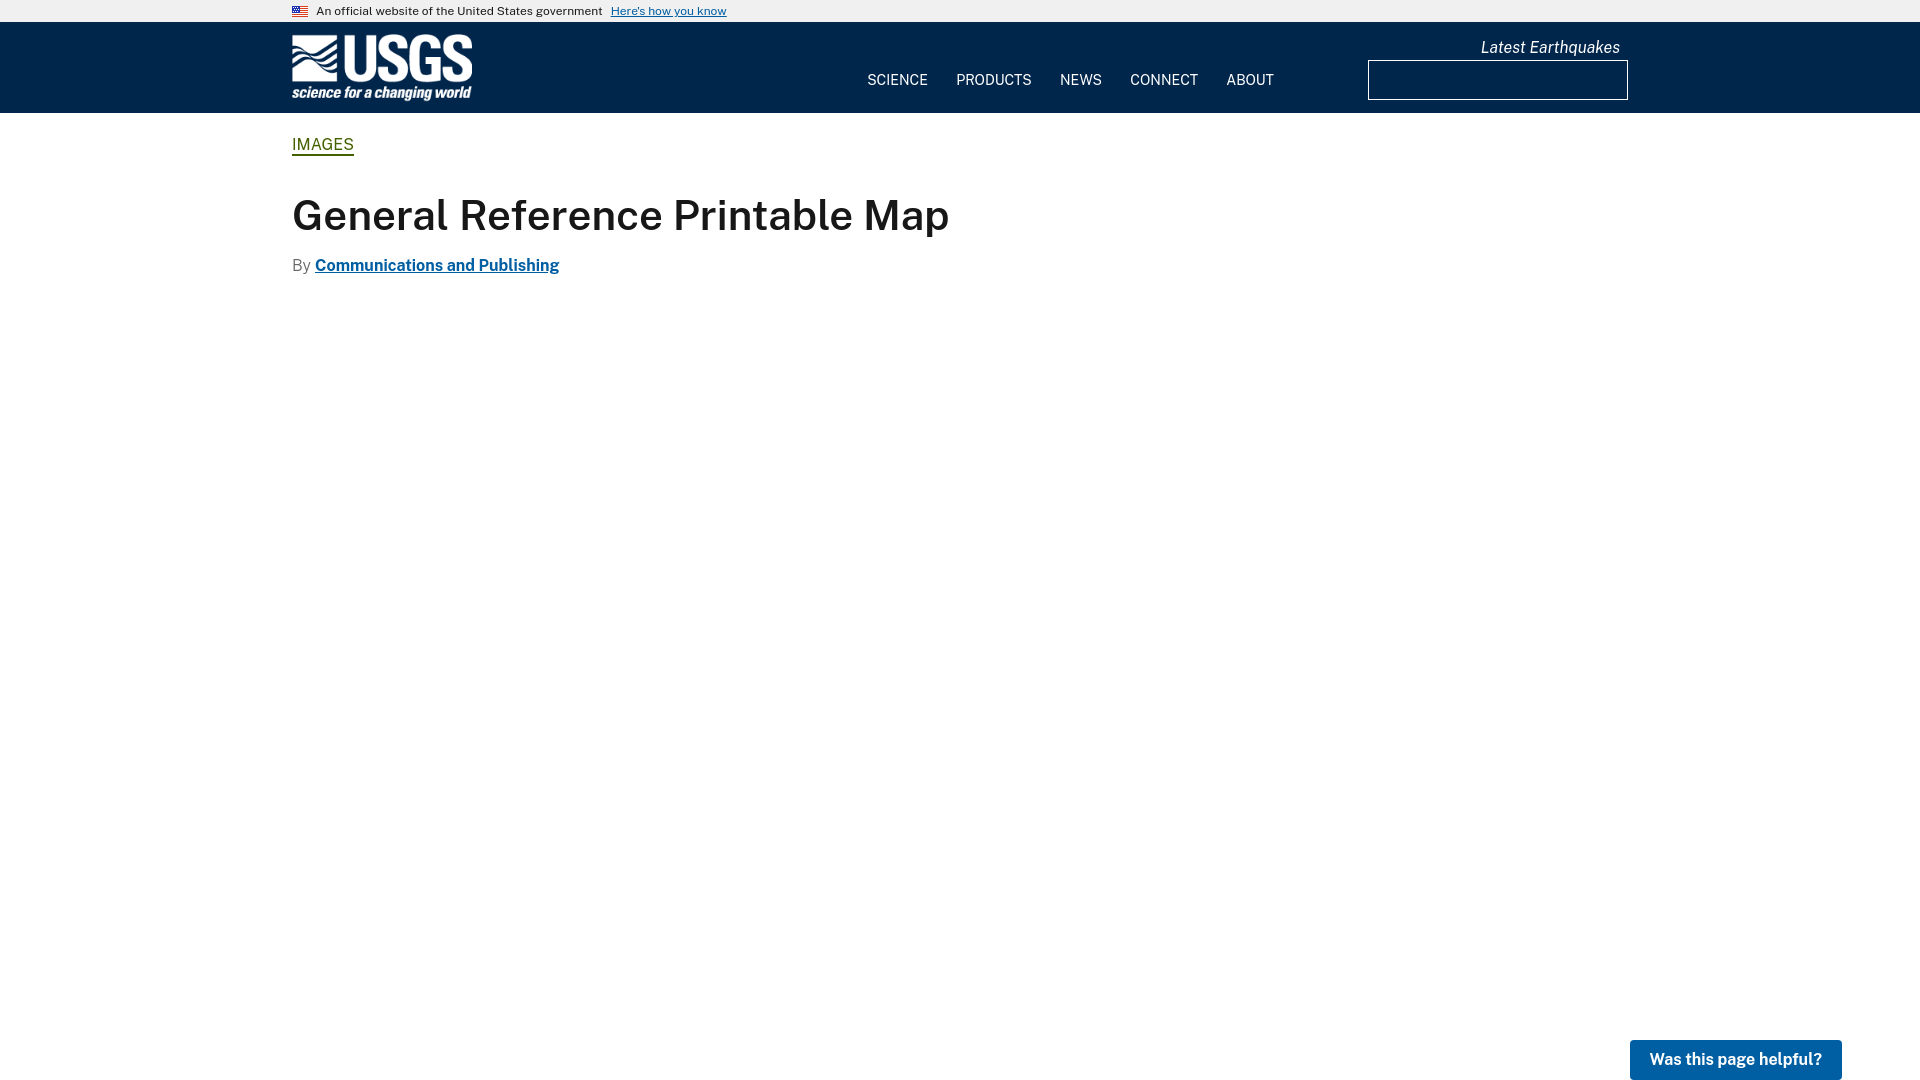 An official website of the United States government Here's how you know
USGS
science for a changing world
Latest Earthquakes
SCIENCE PRODUCTS NEWS CONNECT ABOUT
IMAGES
General Reference Printable Map
By Communications and Publishing
Was this page helpful?